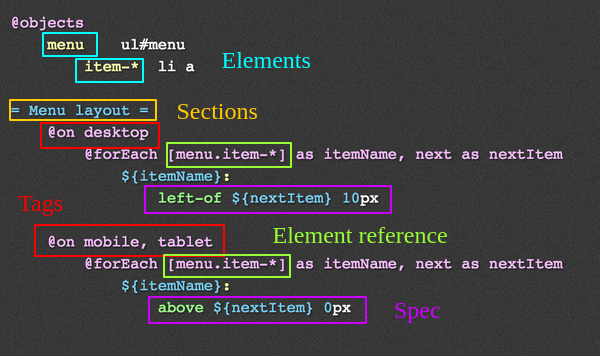 @objects
menu ul#menu
item-* li a
Elements
= Menu layout =
Sections
@on desktop
@forEach [menu.item-*] as itemName, next as nextItem
${itemName}:
left-of ${nextItem} 10px
Tags
Element reference
@on mobile, tablet
@forEach [menu.item-*] as itemName, next as nextItem
${itemName}:
above ${nextItem} 0px
Spec